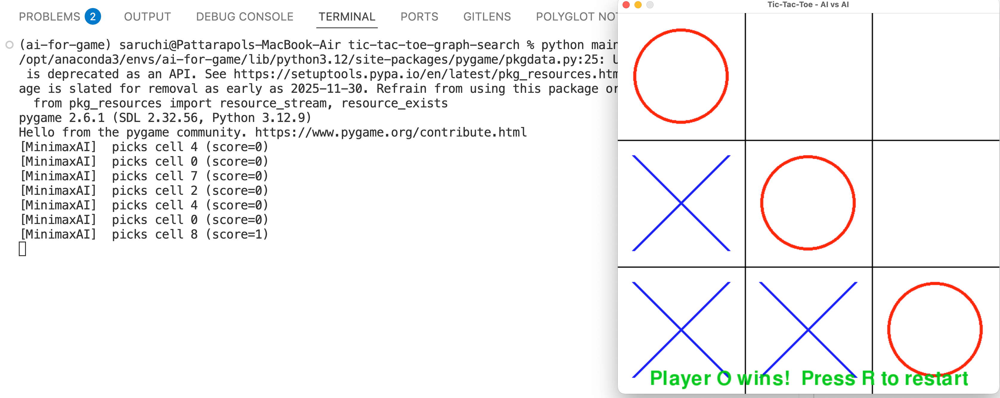 PROBLEMS 2 OUTPUT DEBUG CONSOLE TERMINAL PORTS GITLENS POLYGLOT
(ai-for-game) saruchi@Pattarapols-MacBook-Air tic-tac-toe-graph-search % python main
/opt/anaconda3/envs/ai-for-game/lib/python3.12/site-packages/pygame/pkgdata.py:25:
is deprecated as an API. See https://setuptools.pypa.io/en/latest/pkg_resources.htm
age is slated for removal as early as 2025-11-30. Refrain from using this package or
from pkg_resources import resource_stream, resource_exists
pygame 2.6.1 (SDL 2.32.56, Python 3.12.9)
Hello from the pygame community. https://www.pygame.org/contribute.html
[MinimaxAI]  picks cell 4 (score=0)
[MinimaxAI]  picks cell 0 (score=0)
[MinimaxAI]  picks cell 7 (score=0)
[MinimaxAI]  picks cell 2 (score=0)
[MinimaxAI]  picks cell 4 (score=0)
[MinimaxAI]  picks cell 0 (score=0)
[MinimaxAI]  picks cell 8 (score=1)
Tic-Tac-Toe - AI vs AI
Player O wins!  Press R to restart